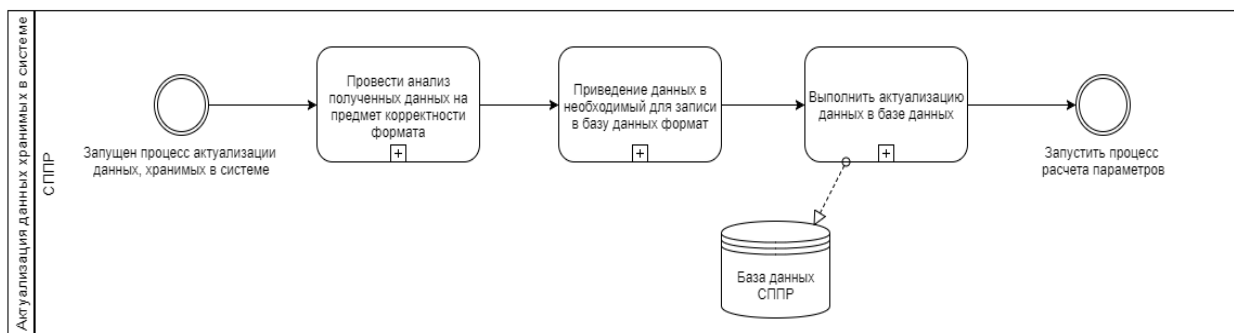 Актуализация данных хранимых в системе
СППР
Запущен процесс актуализации
данных, хранимых в системе
Провести анализ
полученных данных на
предмет корректности
формата
Приведение данных в
необходимый для записи
в базу данных формат
Выполнить актуализацию
данных в базе данных
Запустить процесс
расчета параметров
База данных
СППР